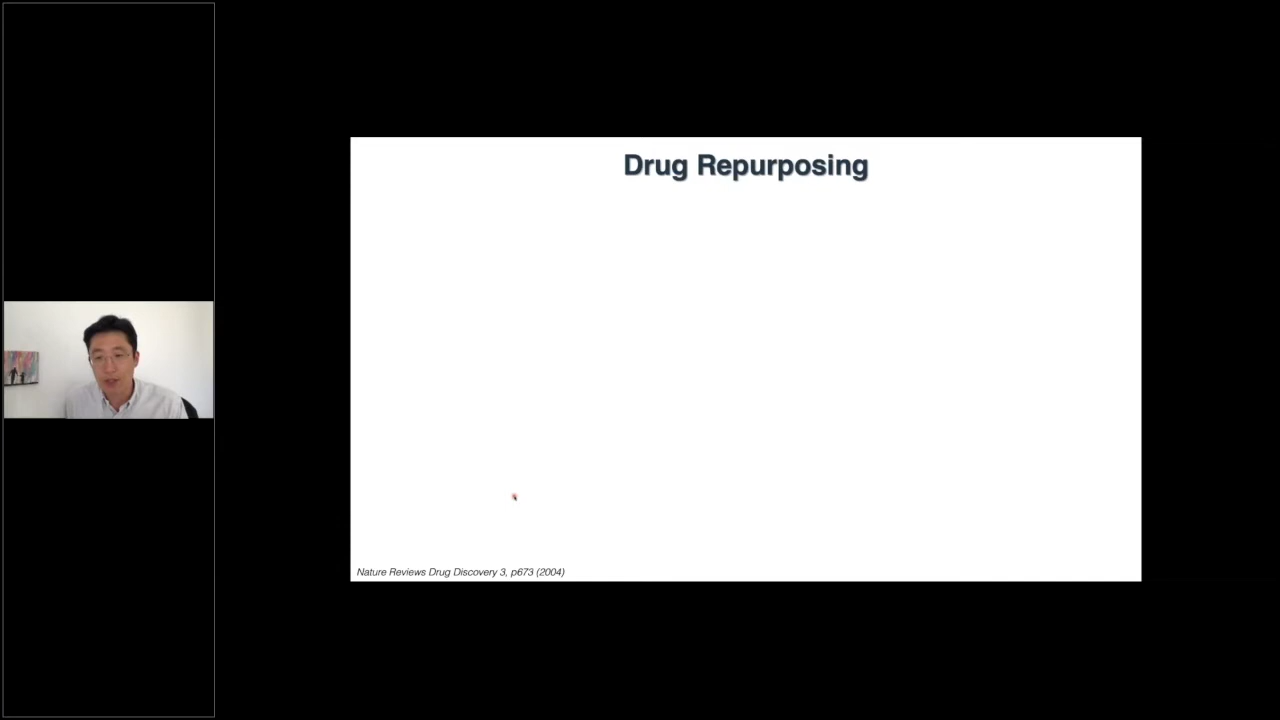 Drug Repurposing
Nature Reviews Drug Discovery 3, p673 (2004)